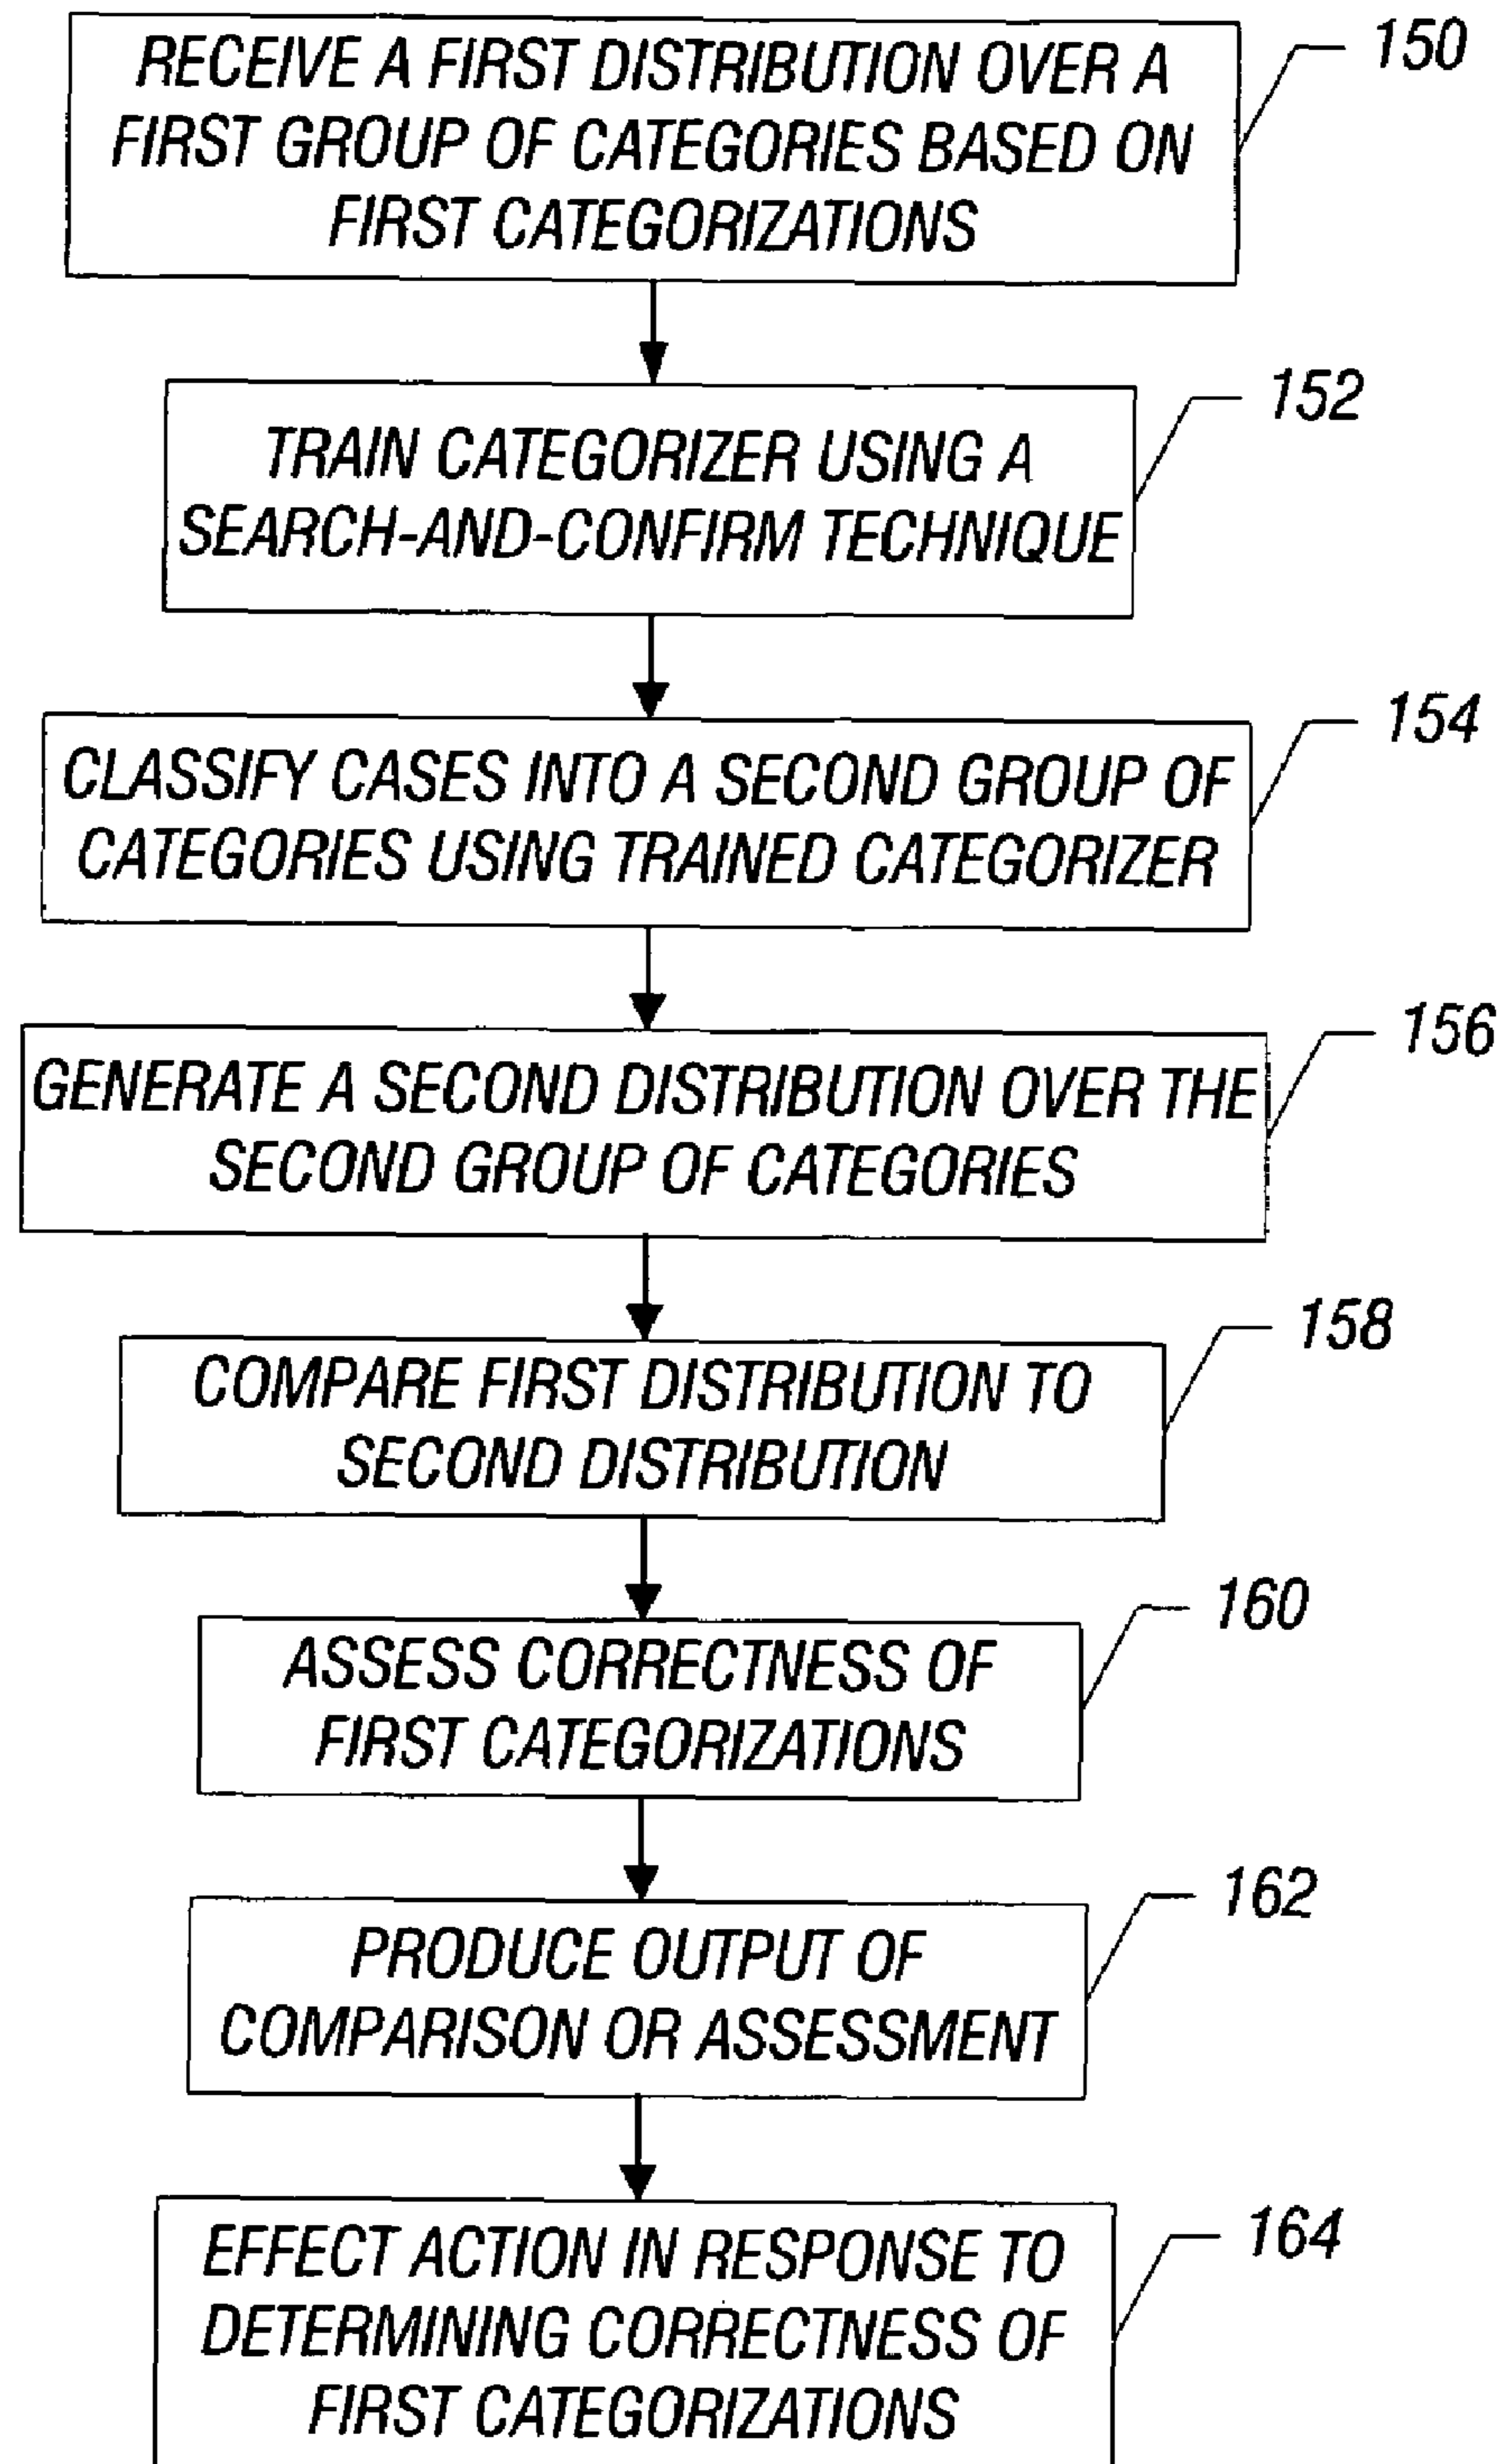 RECEIVE A FIRST DISTRIBUTION OVER A
FIRST GROUP OF CATEGORIES BASED ON
FIRST CATEGORIZATIONS
150
TRAIN CATEGORIZER USING A
SEARCH-AND-CONFIRM TECHNIQUE
152
CLASSIFY CASES INTO A SECOND GROUP OF
CATEGORIES USING TRAINED CATEGORIZER
154
GENERATE A SECOND DISTRIBUTION OVER THE
SECOND GROUP OF CATEGORIES
156
COMPARE FIRST DISTRIBUTION TO
SECOND DISTRIBUTION
158
ASSESS CORRECTNESS OF
FIRST CATEGORIZATIONS
160
PRODUCE OUTPUT OF
COMPARISON OR ASSESSMENT
162
EFFECT ACTION IN RESPONSE TO
DETERMINING CORRECTNESS OF
FIRST CATEGORIZATIONS
164